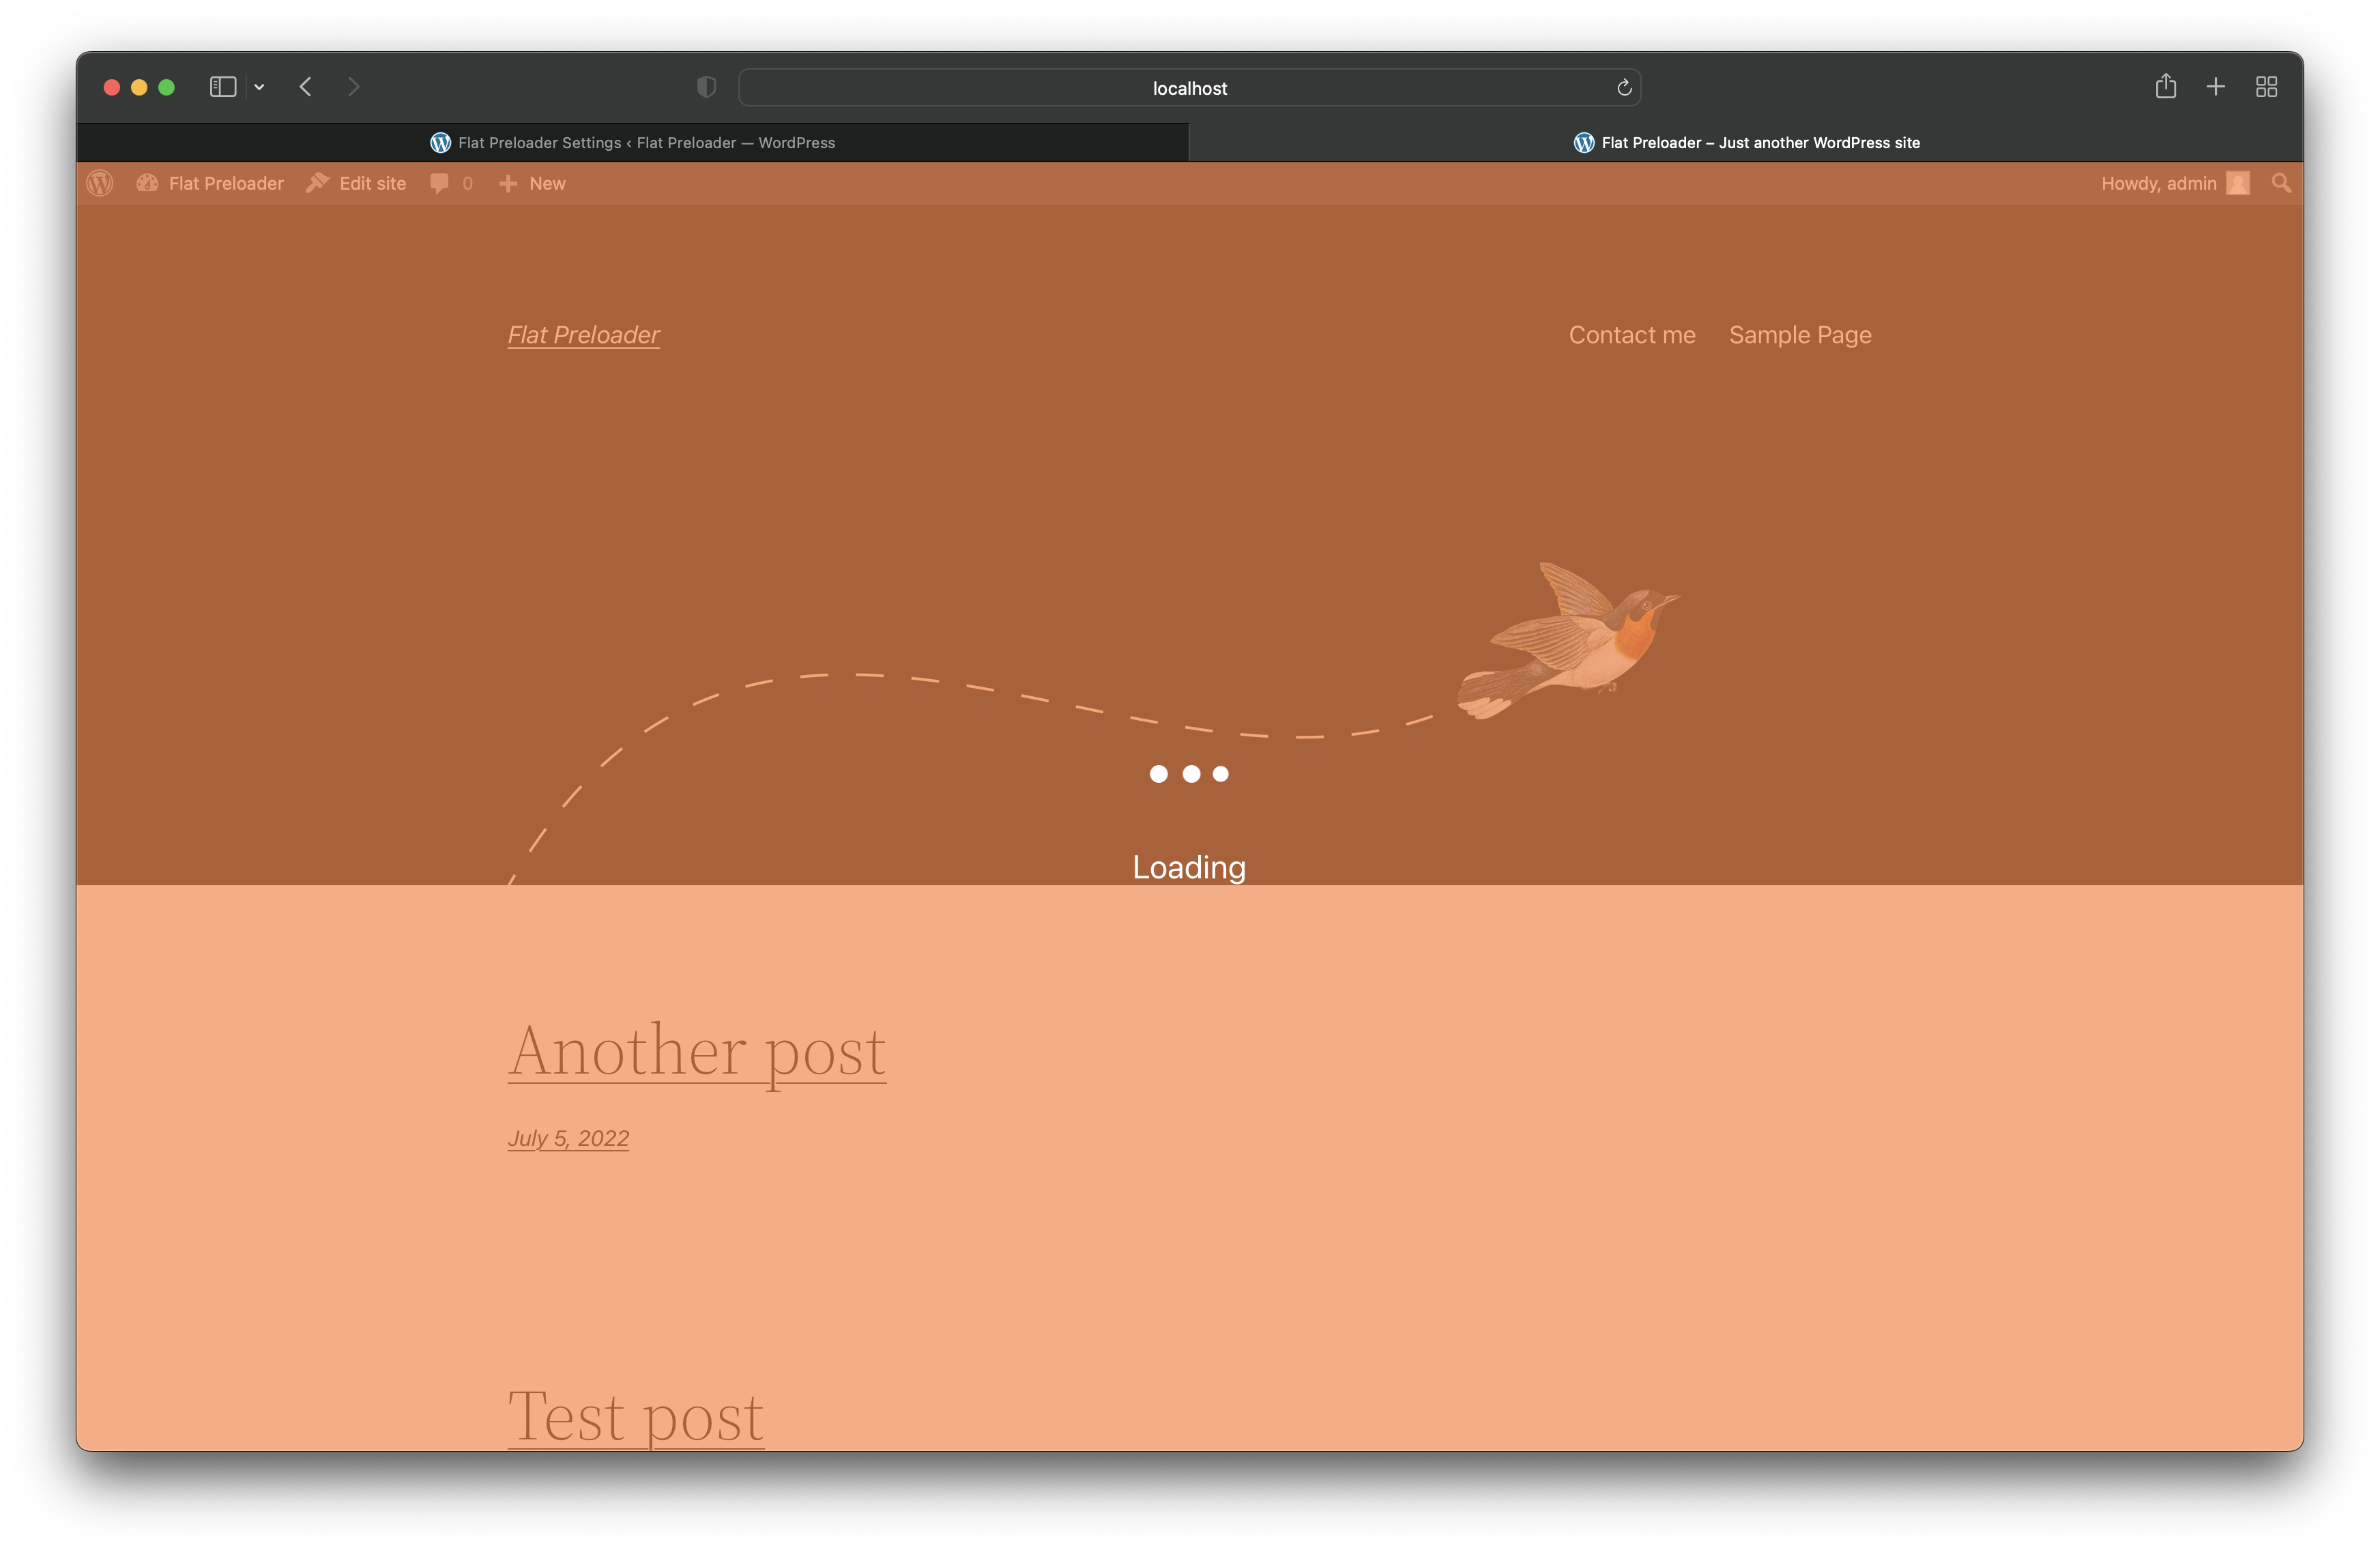 localhost
Flat Preloader Settings ‹ Flat Preloader — WordPress
Flat Preloader – Just another WordPress site
Flat Preloader Edit site 0 New Howdy, admin
Flat Preloader Contact me Sample Page
Loading
Another post
July 5, 2022
Test post